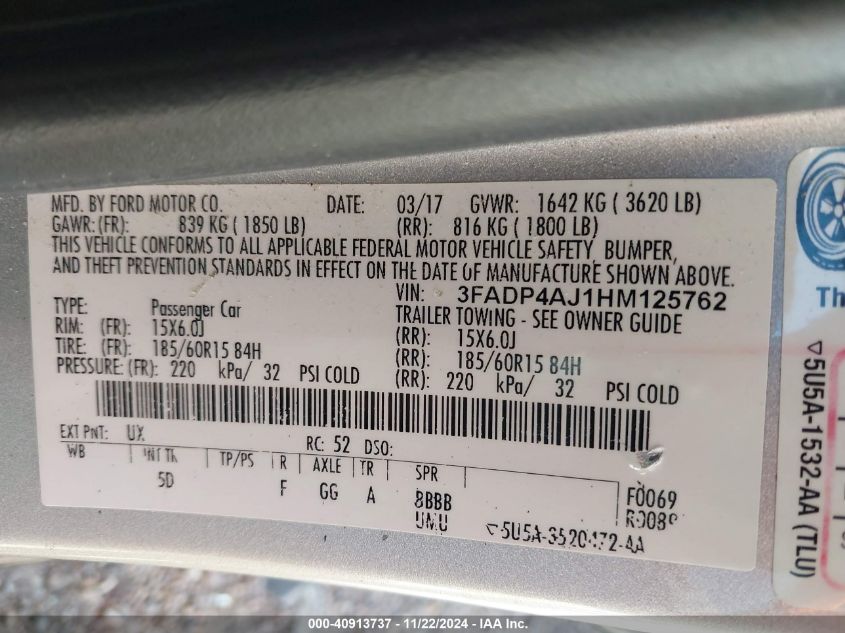 MFD. BY FORD MOTOR CO. DATE: 03/17 GVWR: 1642 KG ( 3620 LB)
GAWR: (FR): 839 KG ( 1850 LB) (RR): 816 KG ( 1800 LB)
THIS VEHICLE CONFORMS TO ALL APPLICABLE FEDERAL MOTOR VEHICLE SAFETY, BUMPER,
AND THEFT PREVENTION STANDARDS IN EFFECT ON THE DATE OF MANUFACTURE SHOWN ABOVE.
VIN: 3FADP4AJ1HM125762
TYPE: Passenger Car TRAILER TOWING - SEE OWNER GUIDE
RIM: (FR): 15X6.0J (RR): 15X6.0J
TIRE: (FR): 185/60R15 84H (RR): 185/60R15 84H
PRESSURE: (FR): 220 kPa/ 32 PSI COLD (RR): 220 kPa/ 32 PSI COLD
EXT PNT: UX RC: 52 DSO:
WB INT TR TP/PS R AXLE TR SPR
5D F GG A BBBB F0069
UMU
▽5U5A-1532-AA (TLU)
Th
000-40913737 - 11/22/2024 - IAA Inc.